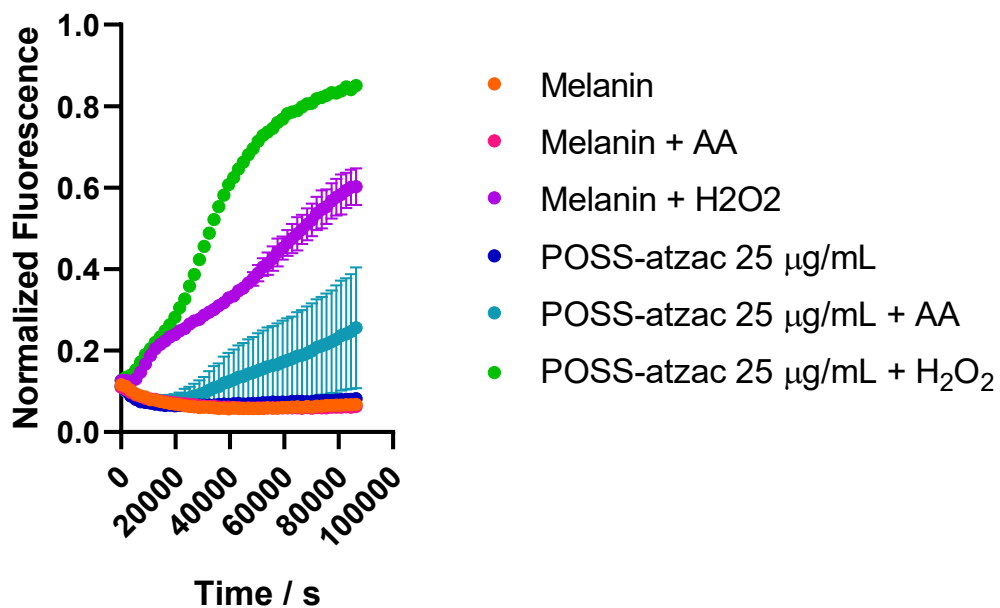 Normalized Fluorescence
1.0
0.8
0.6
0.4
0.2
0.0
0
20000
40000
60000
80000
100000
Time / s
Melanin
Melanin + AA
Melanin + H2O2
POSS-atzac 25 μg/mL
POSS-atzac 25 μg/mL + AA
POSS-atzac 25 μg/mL + H₂O₂